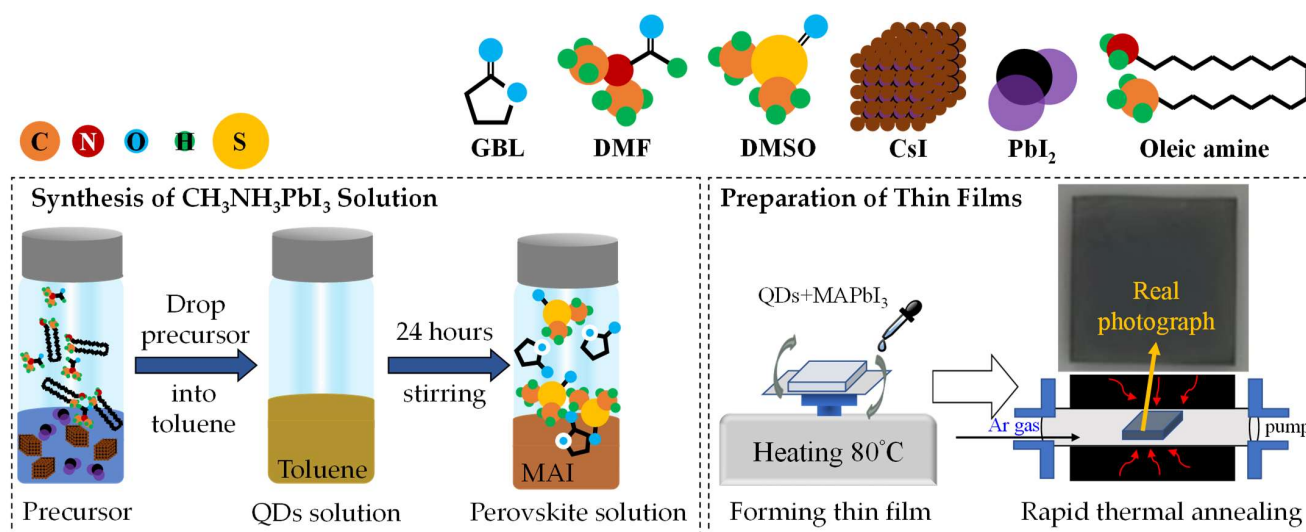 GBL
DMF
DMSO
CsI
PbI₂
Oleic amine
C
N
O
H
S
Synthesis of CH₃NH₃PbI₃ Solution
Drop
precursor
into
toluene
24 hours
stirring
Toluene
MAI
Precursor
QDs solution
Perovskite solution
Preparation of Thin Films
QDs+MAPbI₃
Real
photograph
Heating 80°C
Ar gas
pump
Forming thin film
Rapid thermal annealing